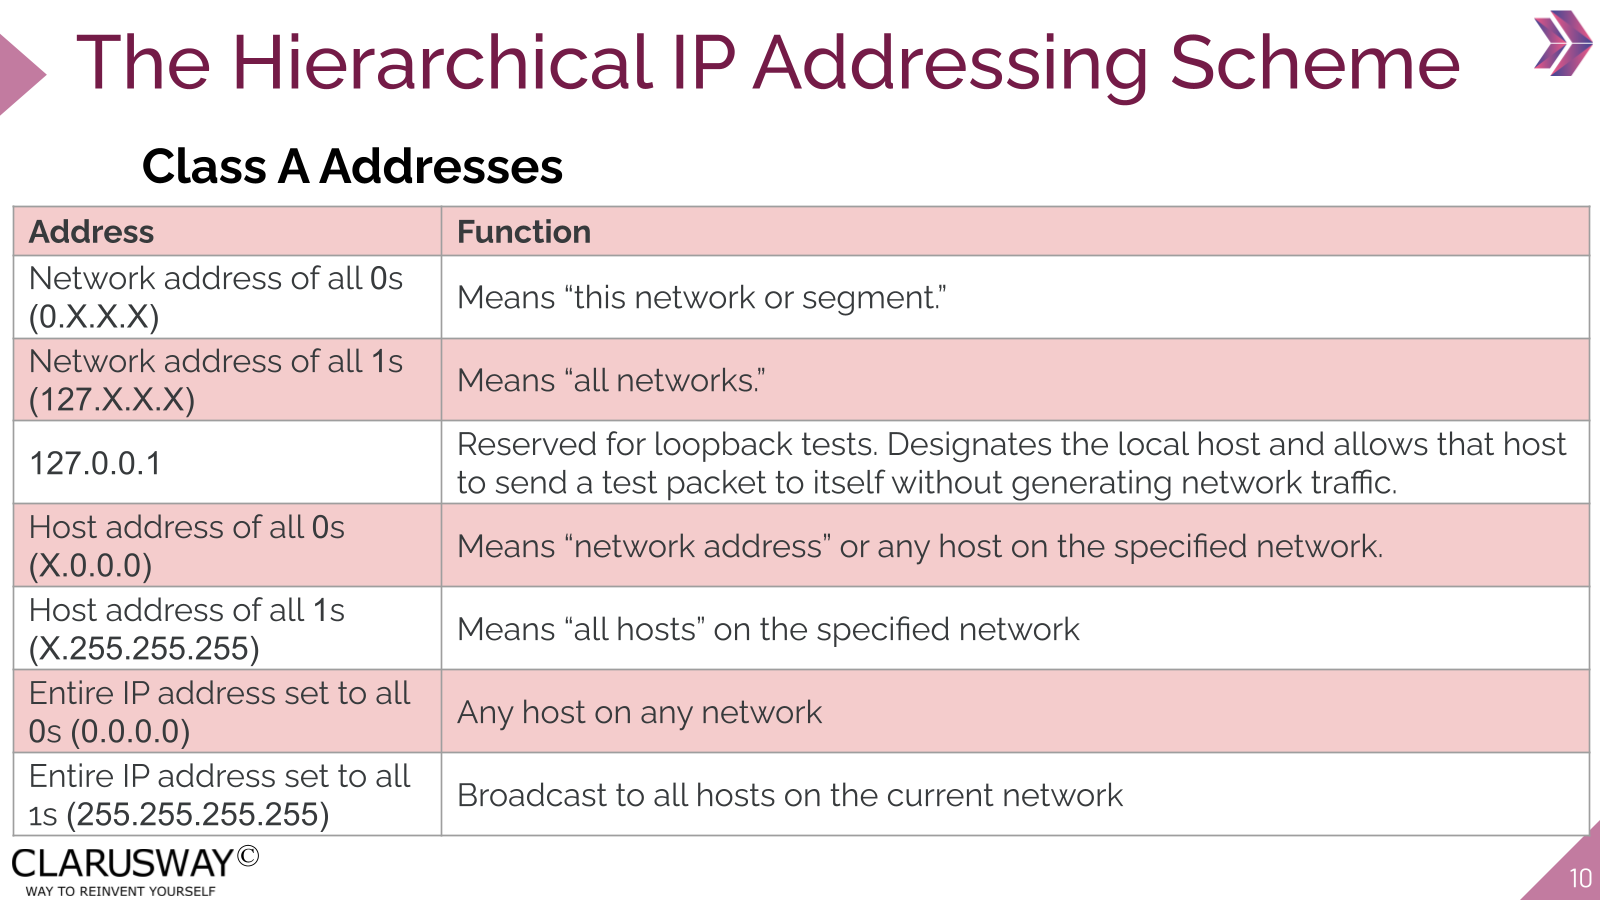 The Hierarchical IP Addressing Scheme
Class A Addresses
Address
Function
Network address of all 0s
(0.X.X.X)
Means “this network or segment.”
Network address of all 1s
(127.X.X.X)
Means “all networks.”
127.0.0.1
Reserved for loopback tests. Designates the local host and allows that host
to send a test packet to itself without generating network traffic.
Host address of all 0s
(X.0.0.0)
Means “network address” or any host on the specified network.
Host address of all 1s
(X.255.255.255)
Means “all hosts” on the specified network
Entire IP address set to all
0s (0.0.0.0)
Any host on any network
Entire IP address set to all
1s (255.255.255.255)
Broadcast to all hosts on the current network
CLARUSWAY©
WAY TO REINVENT YOURSELF
10